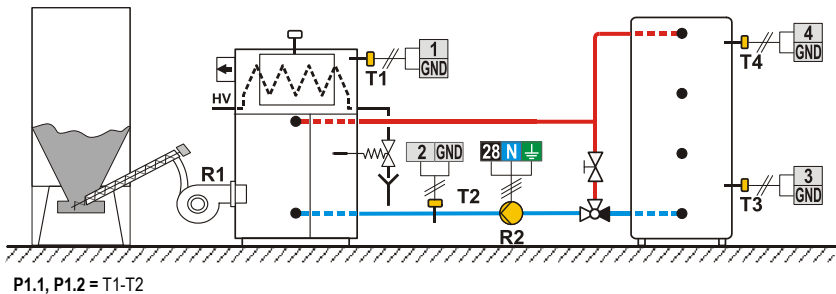 1
GND
T1
4
GND
T4
HV
R1
2 GND
T2
28 N
R2
3
GND
T3
P1.1, P1.2 = T1-T2